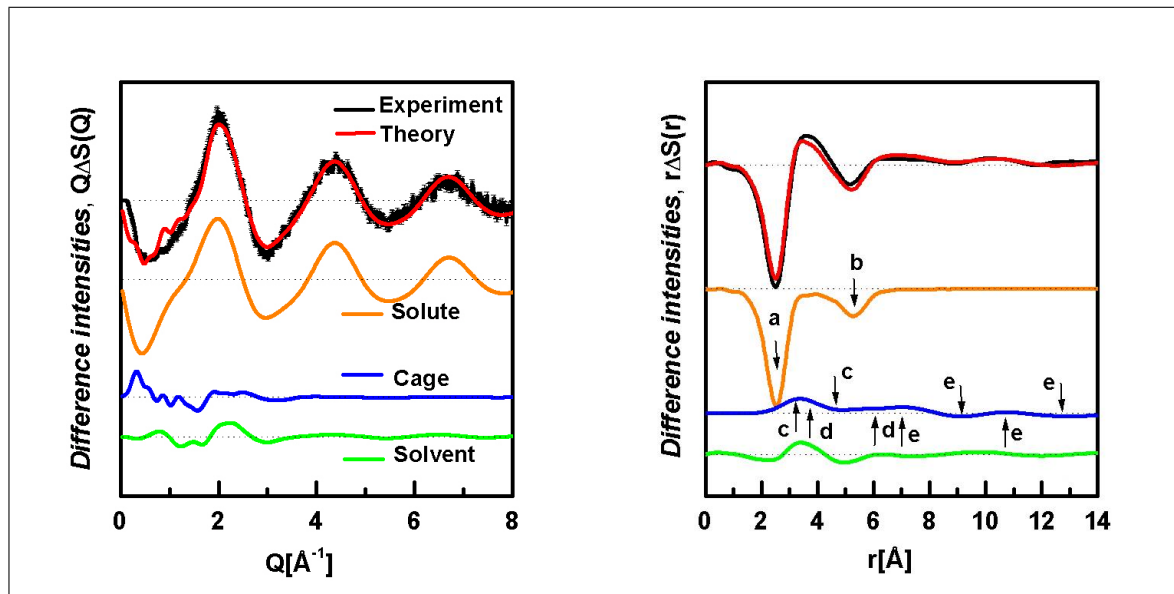 Difference intensities, QΔS(Q)
Experiment
Theory
Solute
Cage
Solvent
0 2 4 6 8
Q[Å⁻¹]
Difference intensities, rΔS(r)
b
a
c e e
c d d e e
0 2 4 6 8 10 12 14
r[Å]